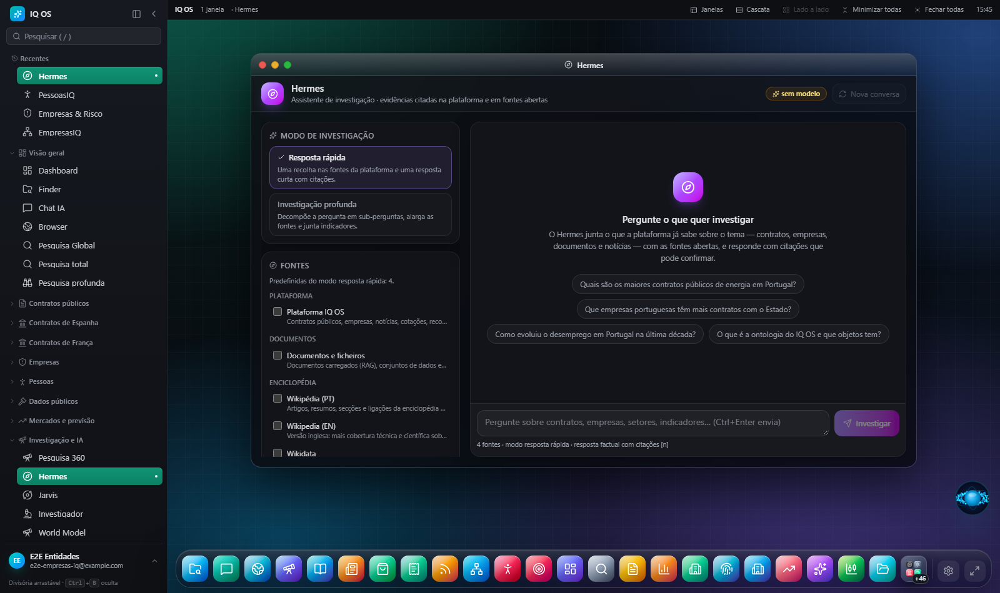 IQ OS
Pesquisar ( / )
Recentes
Hermes
PessoasIQ
Empresas & Risco
EmpresasIQ
Visão geral
Dashboard
Finder
Chat IA
Browser
Pesquisa Global
Pesquisa total
Pesquisa profunda
Contratos públicos
Contratos de Espanha
Contratos de França
Empresas
Pessoas
Dados públicos
Mercados e previsão
Investigação e IA
Pesquisa 360
Hermes
Jarvis
Investigador
World Model
EE
E2E Entidades
e2e-empresas-iq@example.com
Divisória arrastável · Ctrl + B oculta
IQ OS 1 janela · Hermes
Janelas Cascata Lado a lado Minimizar todas Fechar todas 15:45
Hermes
Hermes
Assistente de investigação · evidências citadas na plataforma e em fontes abertas
sem modelo
Nova conversa
MODO DE INVESTIGAÇÃO
Resposta rápida
Uma recolha nas fontes da plataforma e uma resposta
curta com citações.
Investigação profunda
Decompõe a pergunta em sub-perguntas, alarga as
fontes e junta indicadores.
FONTES
Predefinidas do modo resposta rápida: 4.
PLATAFORMA
Plataforma IQ OS
Contratos públicos, empresas, notícias, cotações, reco...
DOCUMENTOS
Documentos e ficheiros
Documentos carregados (RAG), conjuntos de dados e...
ENCICLOPÉDIA
Wikipédia (PT)
Artigos, resumos, secções e ligações da enciclopédia ...
Wikipedia (EN)
Versão inglesa: mais cobertura técnica e científica sob...
Wikidata
Pergunte o que quer investigar
O Hermes junta o que a plataforma já sabe sobre o tema — contratos, empresas,
documentos e notícias — com as fontes abertas, e responde com citações que
pode confirmar.
Quais são os maiores contratos públicos de energia em Portugal?
Que empresas portuguesas têm mais contratos com o Estado?
Como evoluiu o desemprego em Portugal na última década?
O que é a ontologia do IQ OS e que objetos tem?
Pergunte sobre contratos, empresas, setores, indicadores... (Ctrl+Enter envia)
Investigar
4 fontes · modo resposta rápida · resposta factual com citações [n]
+46